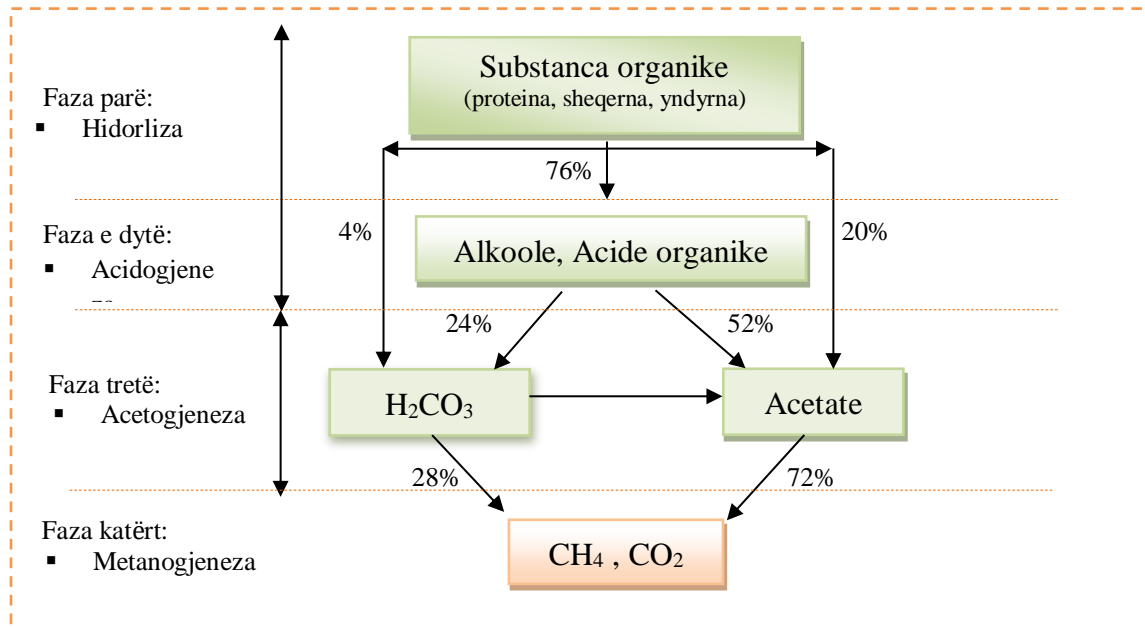 Substanca organike
(proteina, sheqerna, yndyrna)
Faza parë:
▪ Hidorliza
76%
Faza e dytë:
▪ Acidogjene
4%
20%
Alkoole, Acide organike
24%
52%
Faza tretë:
▪ Acetogjeneza
H₂CO₃
Acetate
28%
72%
Faza katërt:
▪ Metanogjeneza
CH₄ , CO₂